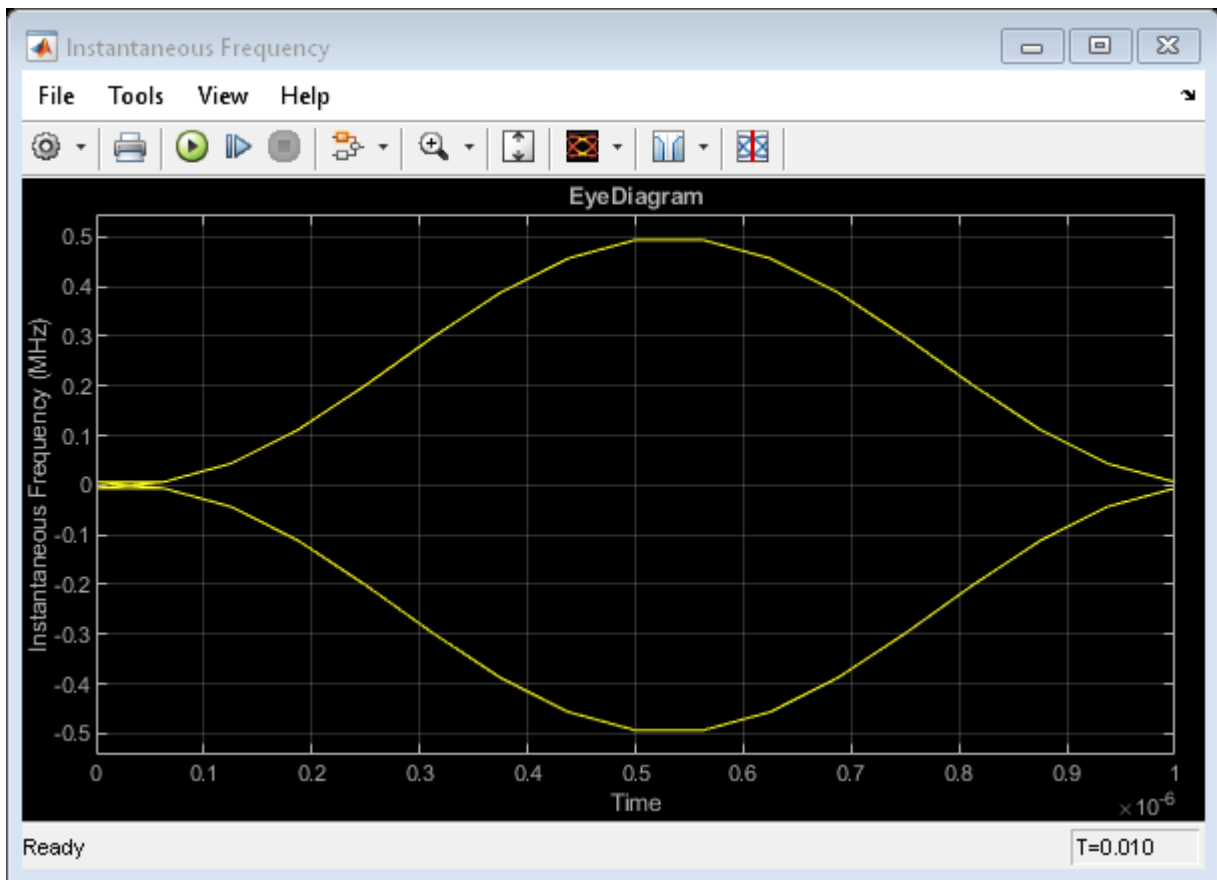 Instantaneous Frequency
File Tools View Help
EyeDiagram
Instantaneous Frequency (MHz)
0.5
0.4
0.3
0.2
0.1
0
-0.1
-0.2
-0.3
-0.4
-0.5
0 0.1 0.2 0.3 0.4 0.5 0.6 0.7 0.8 0.9 1
Time
×10⁻⁶
Ready T=0.010